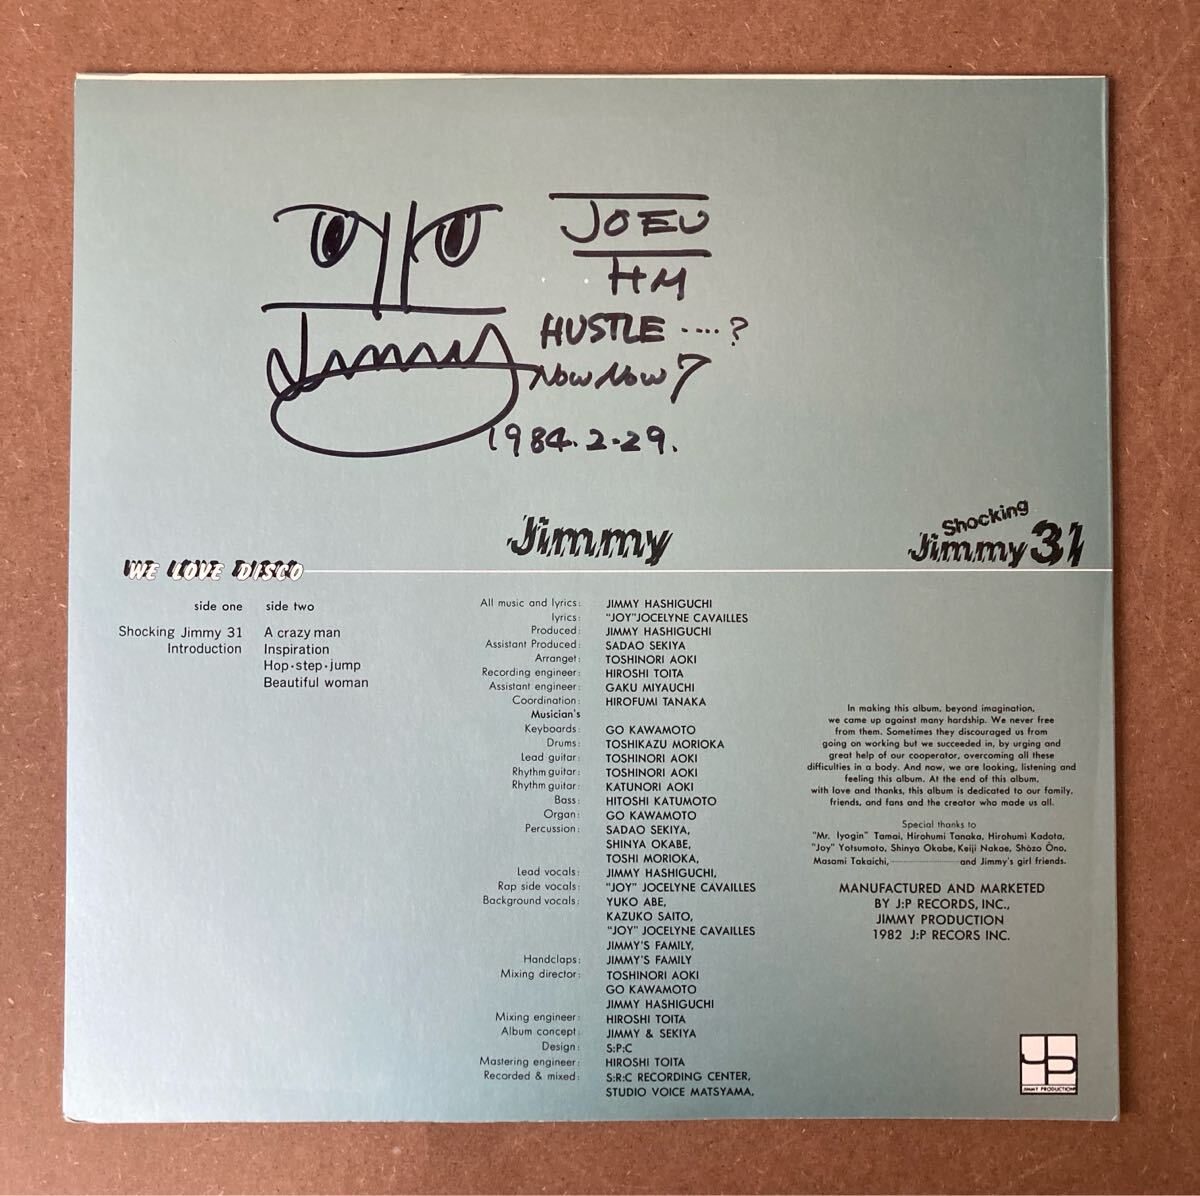 JOEU
HM
HUSTLE ....?
Now Now 7
Jimmy
1984.2.29.
Jimmy
Shocking
Jimmy 31
WE LOVE DISCO
side one
Shocking Jimmy 31
Introduction
side two
A crazy man
Inspiration
Hop・step・jump
Beautiful woman
All music and lyrics: JIMMY HASHIGUCHI
lyrics: "JOY"JOCELYNE CAVAILLES
Produced: JIMMY HASHIGUCHI
Assistant Produced: SADAO SEKIYA
Arranget: TOSHINORI AOKI
Recording engineer: HIROSHI TOITA
Assistant engineer: GAKU MIYAUCHI
Coordination: HIROFUMI TANAKA
Musician's
Keyboards: GO KAWAMOTO
Drums: TOSHIKAZU MORIOKA
Lead guitar: TOSHINORI AOKI
Rhythm guitar: TOSHINORI AOKI
Rhythm guitar: KATUNORI AOKI
Bass: HITOSHI KATUMOTO
Organ: GO KAWAMOTO
Percussion: SADAO SEKIYA,
SHINYA OKABE,
TOSHI MORIOKA,
Lead vocals: JIMMY HASHIGUCHI,
Rap side vocals: "JOY" JOCELYNE CAVAILLES
Background vocals: YUKO ABE,
KAZUKO SAITO,
"JOY" JOCELYNE CAVAILLES
JIMMY'S FAMILY,
Handclaps: JIMMY'S FAMILY
Mixing director: TOSHINORI AOKI
GO KAWAMOTO
JIMMY HASHIGUCHI
Mixing engineer: HIROSHI TOITA
Album concept: JIMMY & SEKIYA
Design: S:P:C
Mastering engineer: HIROSHI TOITA
Recorded & mixed: S:R:C RECORDING CENTER,
STUDIO VOICE MATSYAMA,
In making this album, beyond imagination,
we came up against many hardship. We never free
from them. Sometimes they discouraged us from
going on working but we succeeded in, by urging and
great help of our cooperator, overcoming all these
difficulties in a body. And now, we are looking, listening and
feeling this album. At the end of this album,
with love and thanks, this album is dedicated to our family,
friends, and fans and the creator who made us all.
Special thanks to
"Mr. Iyogin" Tamai, Hirohumi Tanaka, Hirohumi Kadota,
"Joy" Yotsumoto, Shinya Okabe, Keiji Nakae, Shōzo Ōno,
Masami Takaichi, ---------------- and Jimmy's girl friends.
MANUFACTURED AND MARKETED
BY J:P RECORDS, INC.,
JIMMY PRODUCTION
1982 J:P RECORS INC.
JP
JIMMY PRODUCTION